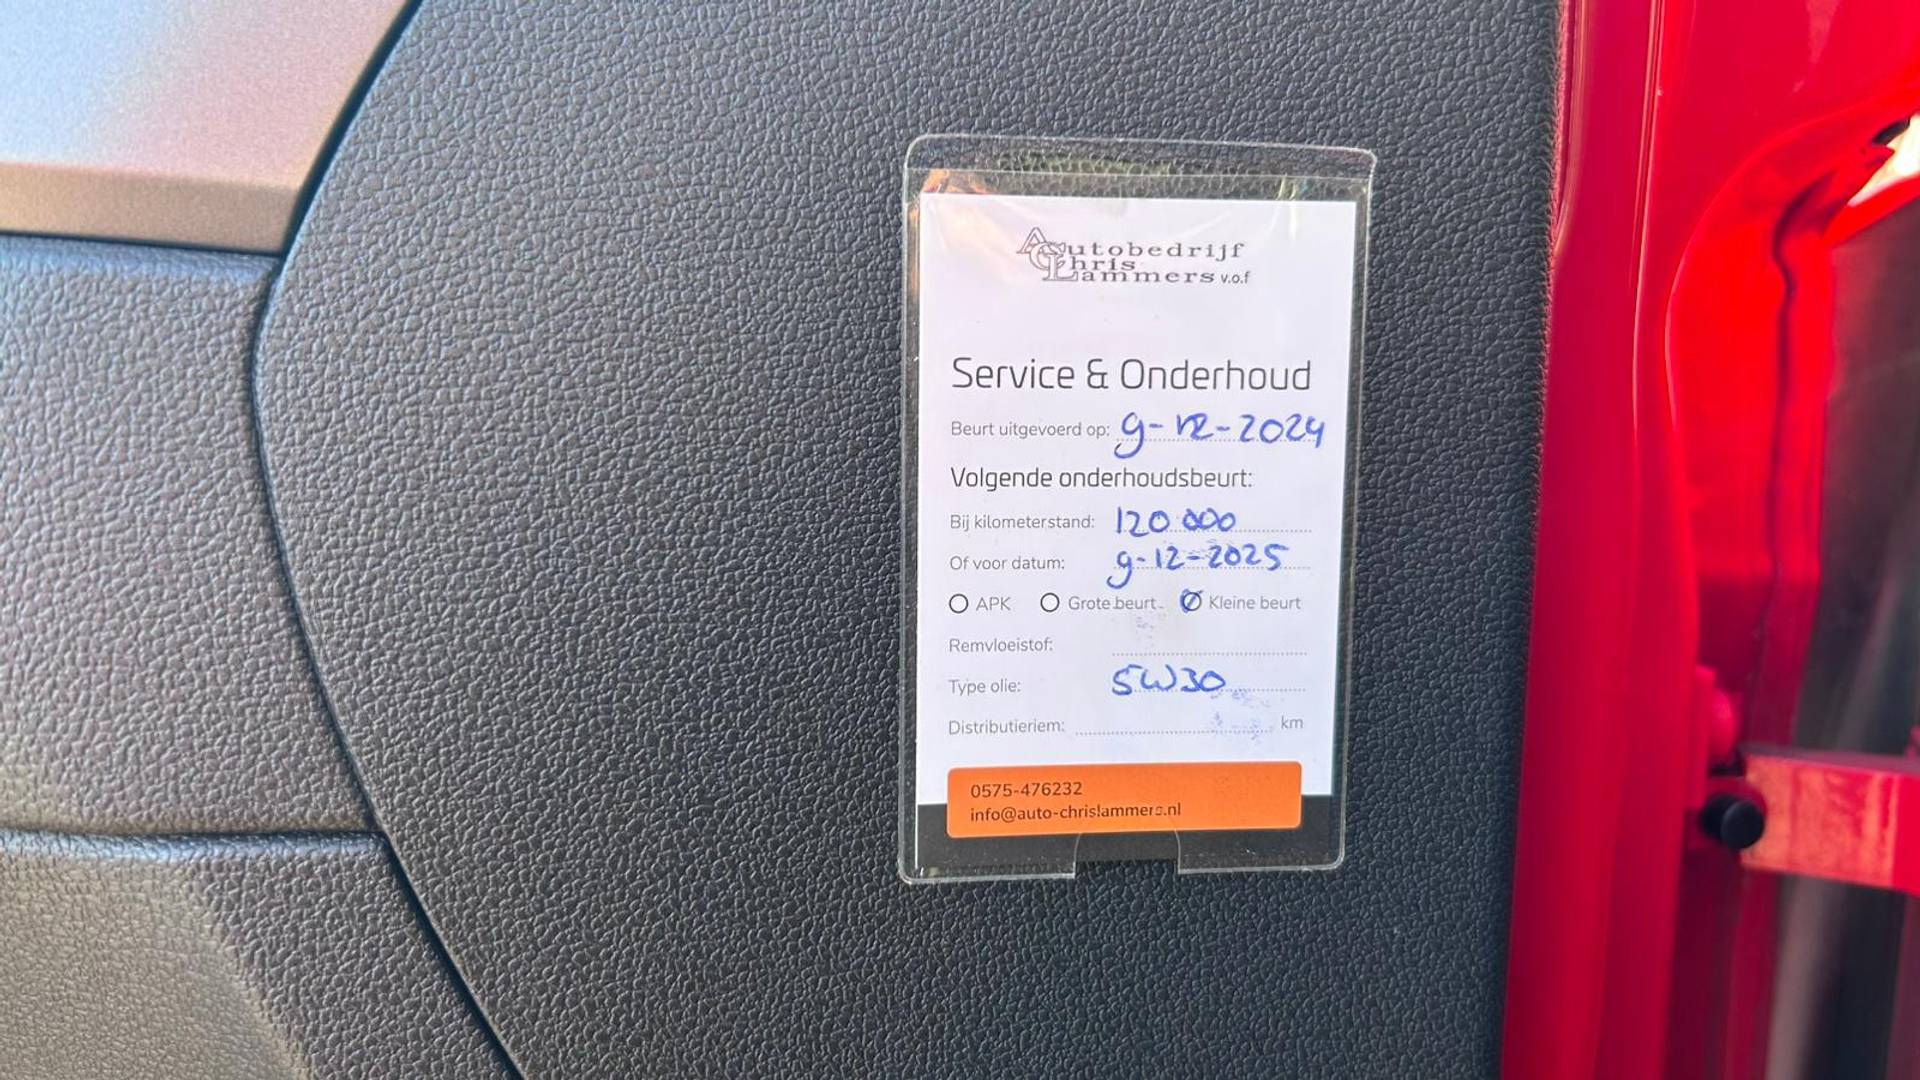 Autobedrijf
Chris
Lammers v.o.f
Service & Onderhoud
Beurt uitgevoerd op: 9-12-2024
Volgende onderhoudsbeurt:
Bij kilometerstand: 120.000
Of voor datum: 9-12-2025
APK Grote beurt Kleine beurt
Remvloeistof:
Type olie: 5W30
Distributieriem: km
0575-476232
info@auto-chrislammers.nl